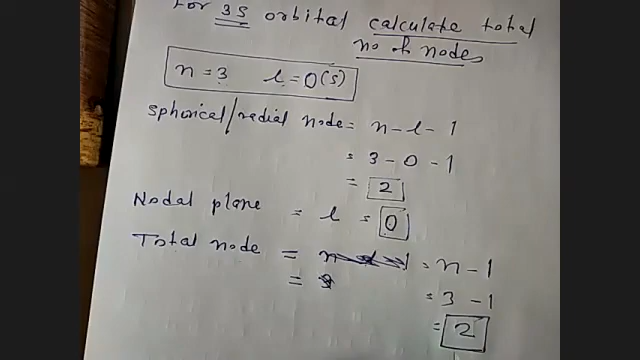 For 3S orbital calculate total
no of nodes
n = 3 l = 0(s)
Spherical/radial node = n - l - 1
= 3 - 0 - 1
= 2
Nodal plane = l = 0
Total node = = n - 1
= = 3 - 1
= 2